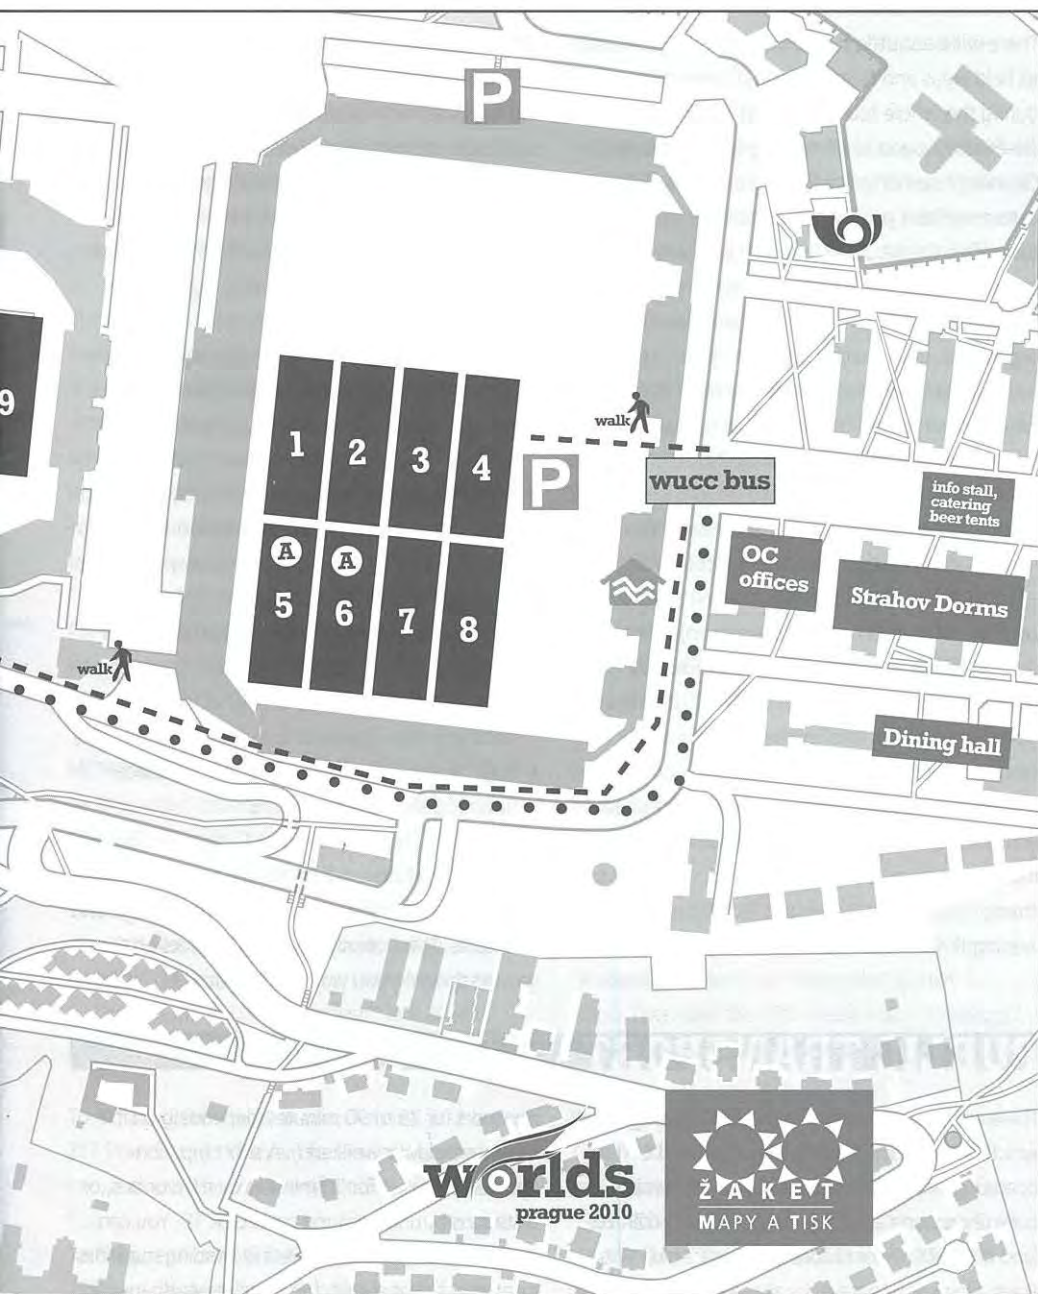 P
9
1
2
3
4
walk
P
wucc bus
info stall,
catering
beer tents
A
A
5
6
7
8
OC
offices
Strahov Dorms
walk
Dining hall
worlds
prague 2010
ŽAKET
MAPY A TISK